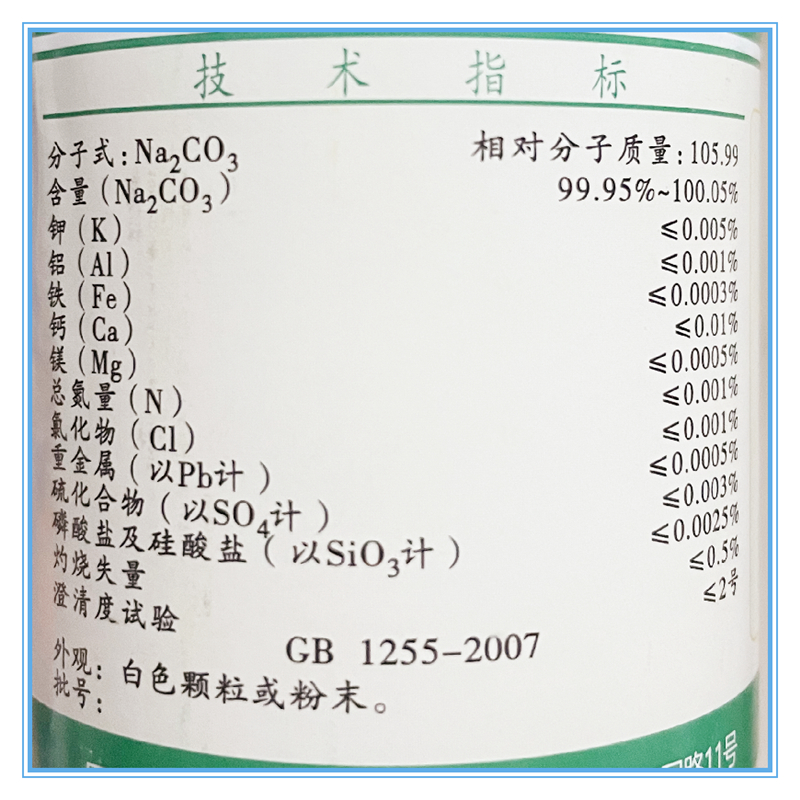 技术指标
分子式：Na₂CO₃ 相对分子质量：105.99
含量（Na₂CO₃） 99.95%~100.05%
钾（K） ≤0.005%
铝（Al） ≤0.001%
铁（Fe） ≤0.0003%
钙（Ca） ≤0.01%
镁（Mg） ≤0.0005%
总氮量（N） ≤0.001%
氯化物（Cl） ≤0.001%
重金属（以Pb计） ≤0.0005%
硫化合物（以SO₄计） ≤0.003%
磷酸盐及硅酸盐（以SiO₃计） ≤0.0025%
灼烧失量 ≤0.5%
澄清度试验 ≤2号
GB 1255-2007
外观：白色颗粒或粉末。
批号：
路11号